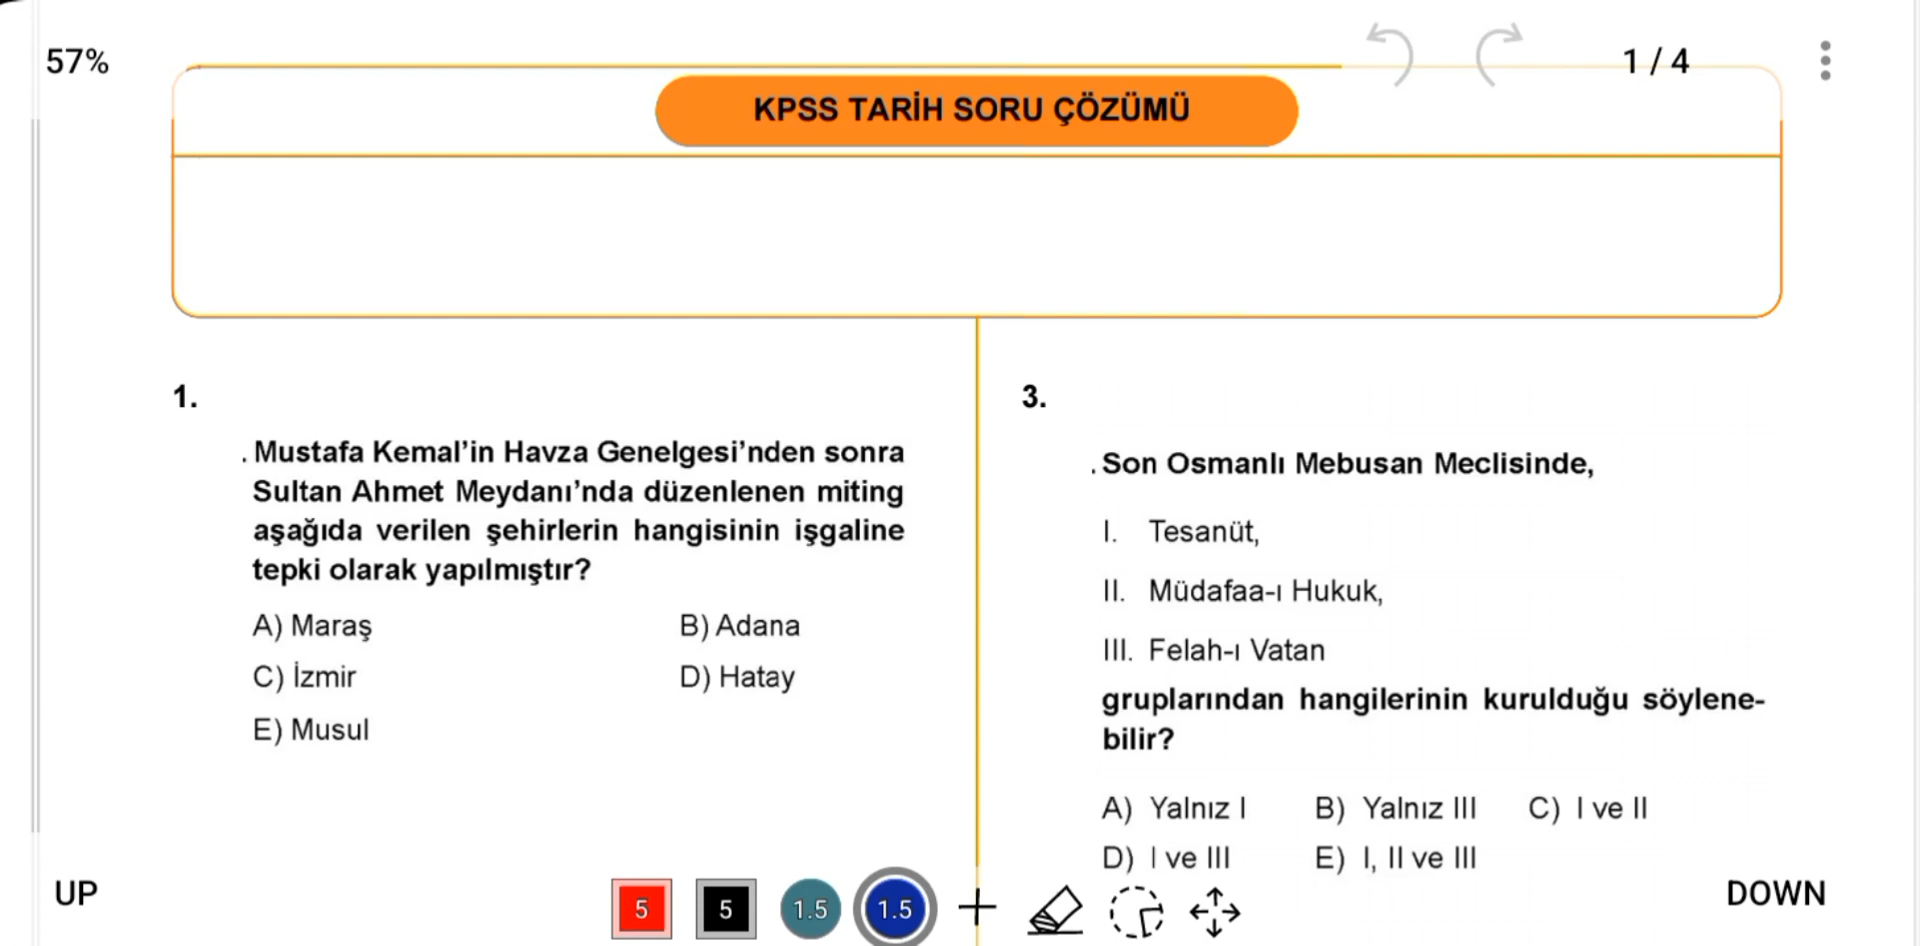 57%
1 / 4
KPSS TARİH SORU ÇÖZÜMÜ
1.
. Mustafa Kemal’in Havza Genelgesi’nden sonra
Sultan Ahmet Meydanı’nda düzenlenen miting
aşağıda verilen şehirlerin hangisinin işgaline
tepki olarak yapılmıştır?
A) Maraş B) Adana
C) İzmir D) Hatay
E) Musul
3.
. Son Osmanlı Mebusan Meclisinde,
I. Tesanüt,
II. Müdafaa-ı Hukuk,
III. Felah-ı Vatan
gruplarından hangilerinin kurulduğu söylene-
bilir?
A) Yalnız I B) Yalnız III C) I ve II
D) I ve III E) I, II ve III
UP
5 5 1.5 1.5
DOWN